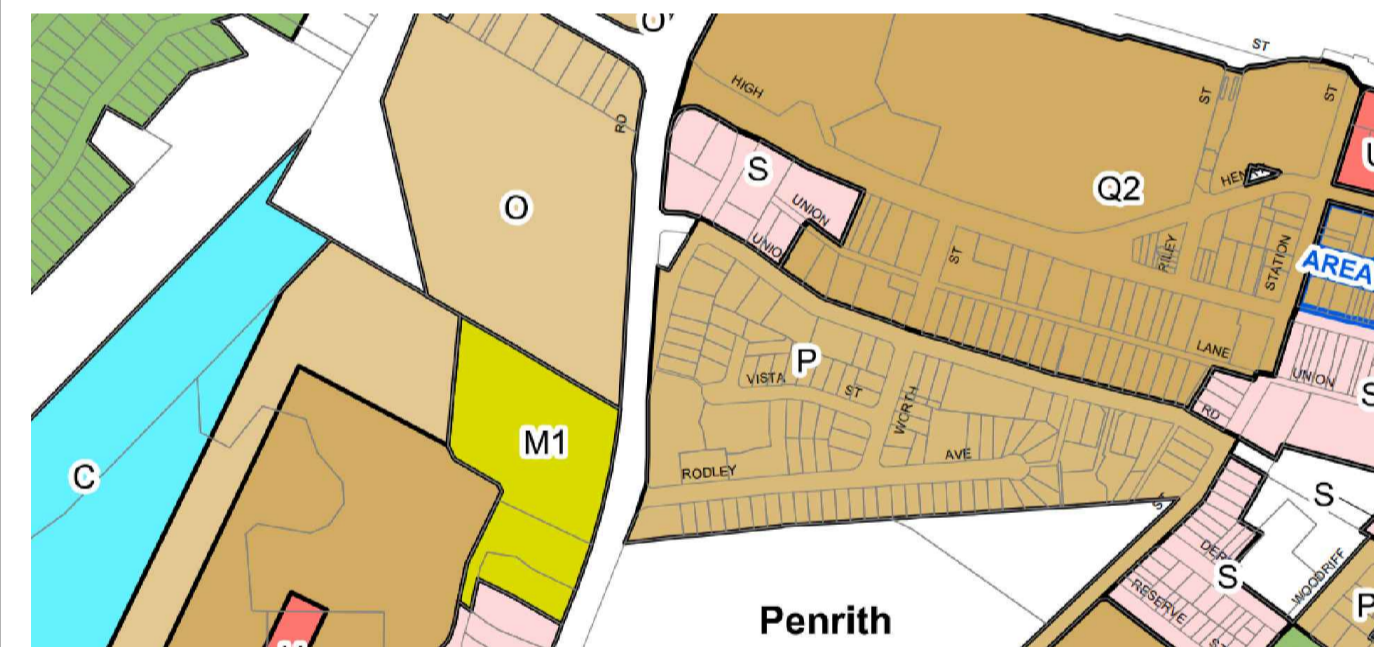 O
ST
HIGH
RD
ST
ST
S
Q2
O
UNION
UNIO
ST
RILEY
STATION
AREA
P
VISTA
ST
WORTH
LANE
UNION
S
RD
M1
C
RODLEY
AVE
S
DER
S
WOODRIFF
RESERVE
P
Penrith